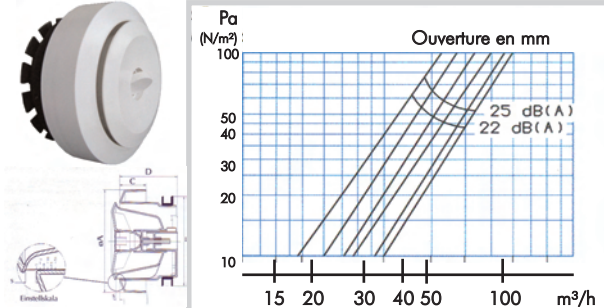 Pa
(N/m²)
Ouverture en mm
100
50
40
30
20
10
25 dB(A)
22 dB(A)
15 20 30 40 50 100 m³/h
D
C
Einstellskala